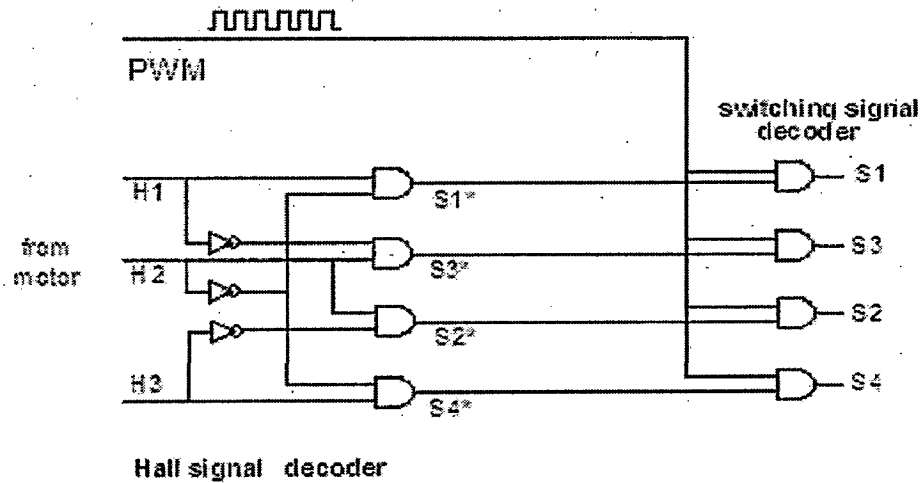 PWM
switching signal
decoder
H1
S1*
S1
from
motor
H2
S3*
S3
S2*
S2
H3
S4*
S4
Hall signal decoder